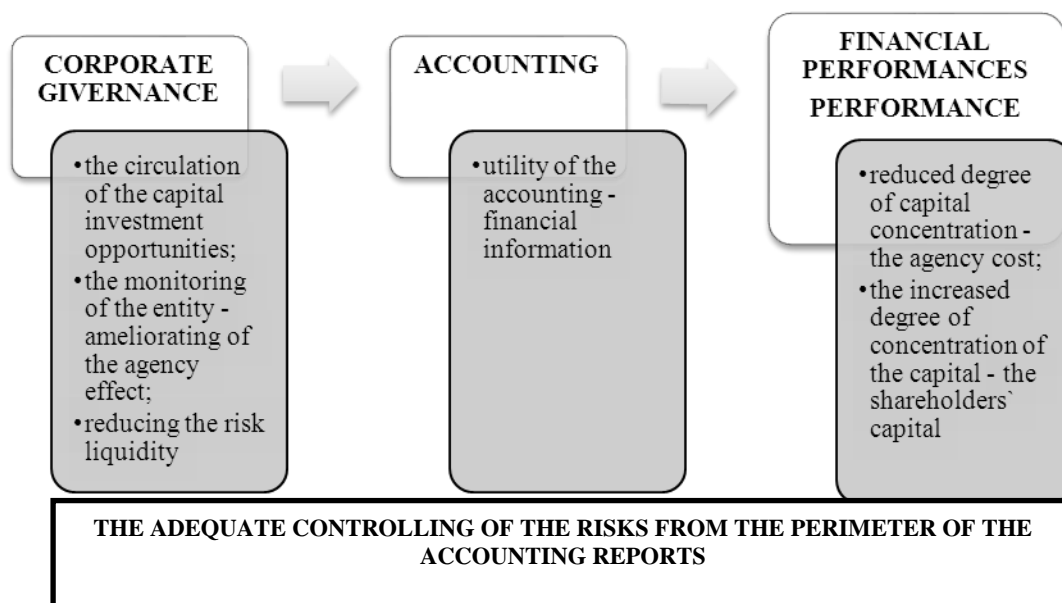 CORPORATE
GIVERNANCE
•the circulation
of the capital
investment
opportunities;
•the monitoring
of the entity -
ameliorating of
the agency
effect;
•reducing the risk
liquidity
ACCOUNTING
•utility of the
accounting -
financial
information
FINANCIAL
PERFORMANCES
PERFORMANCE
•reduced degree
of capital
concentration -
the agency cost;
•the increased
degree of
concentration of
the capital - the
shareholders`
capital
THE ADEQUATE CONTROLLING OF THE RISKS FROM THE PERIMETER OF THE
ACCOUNTING REPORTS